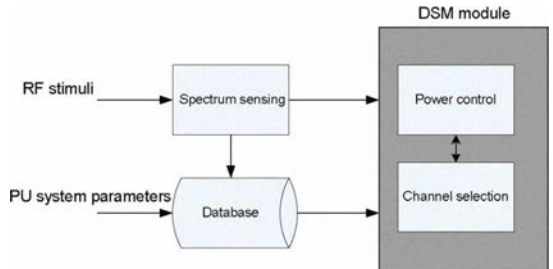 DSM module
RF stimuli
Spectrum sensing
Power control
PU system parameters
Database
Channel selection